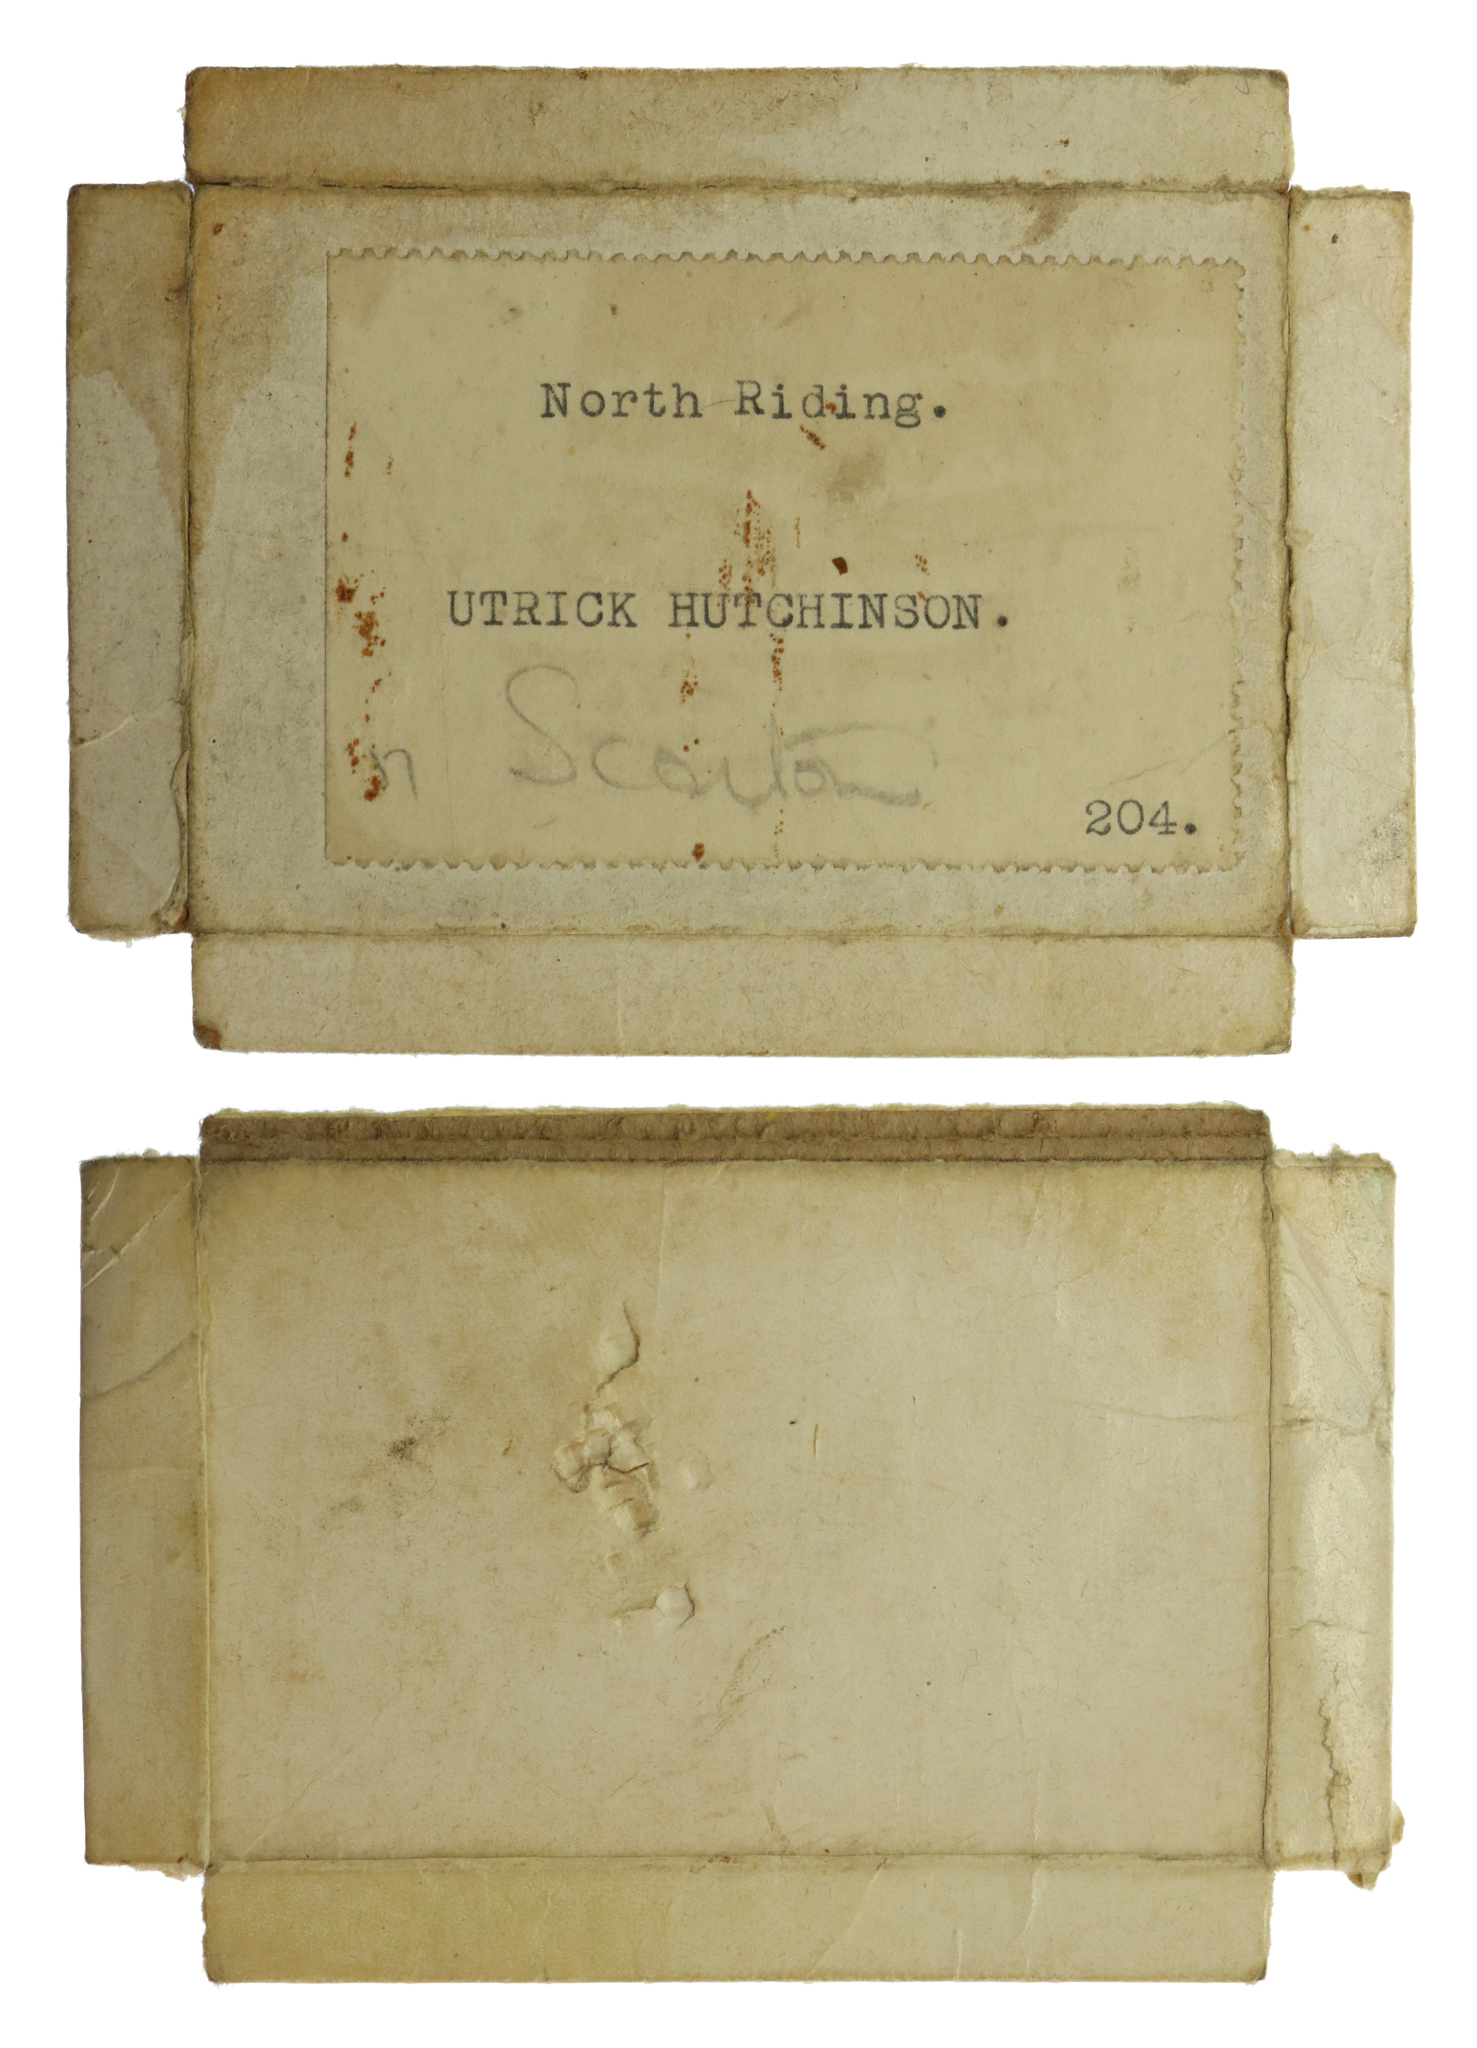 North Riding.
UTRICK HUTCHINSON.
n Scorton
204.